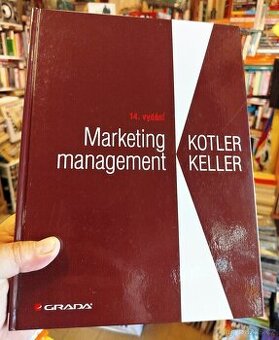 14. vydání
Marketing
management
KOTLER
KELLER
GRADA